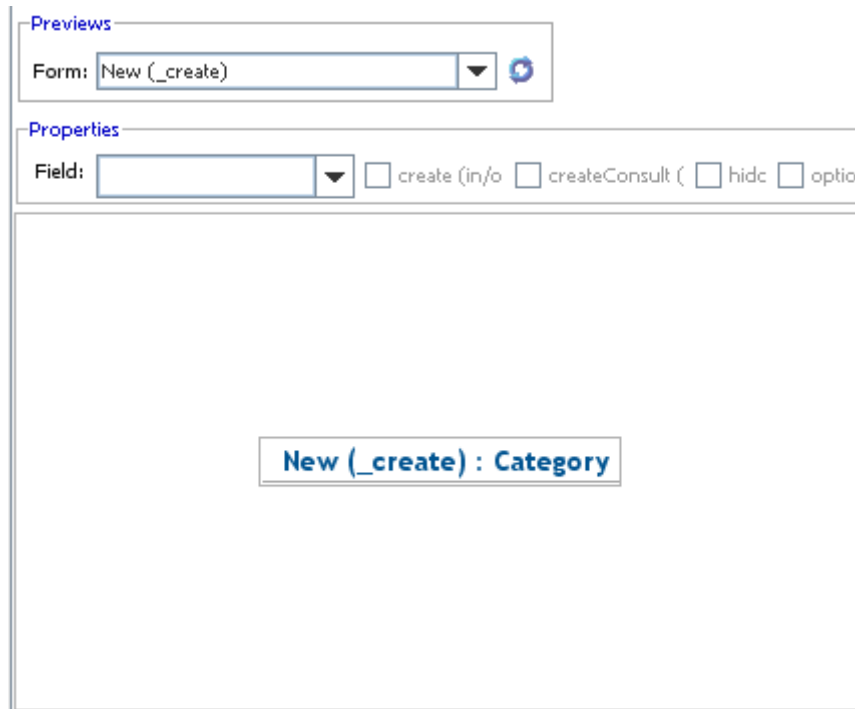 Previews
Form: New (_create)
Properties
Field: create (in/o createConsult ( hidc optio
New (_create) : Category